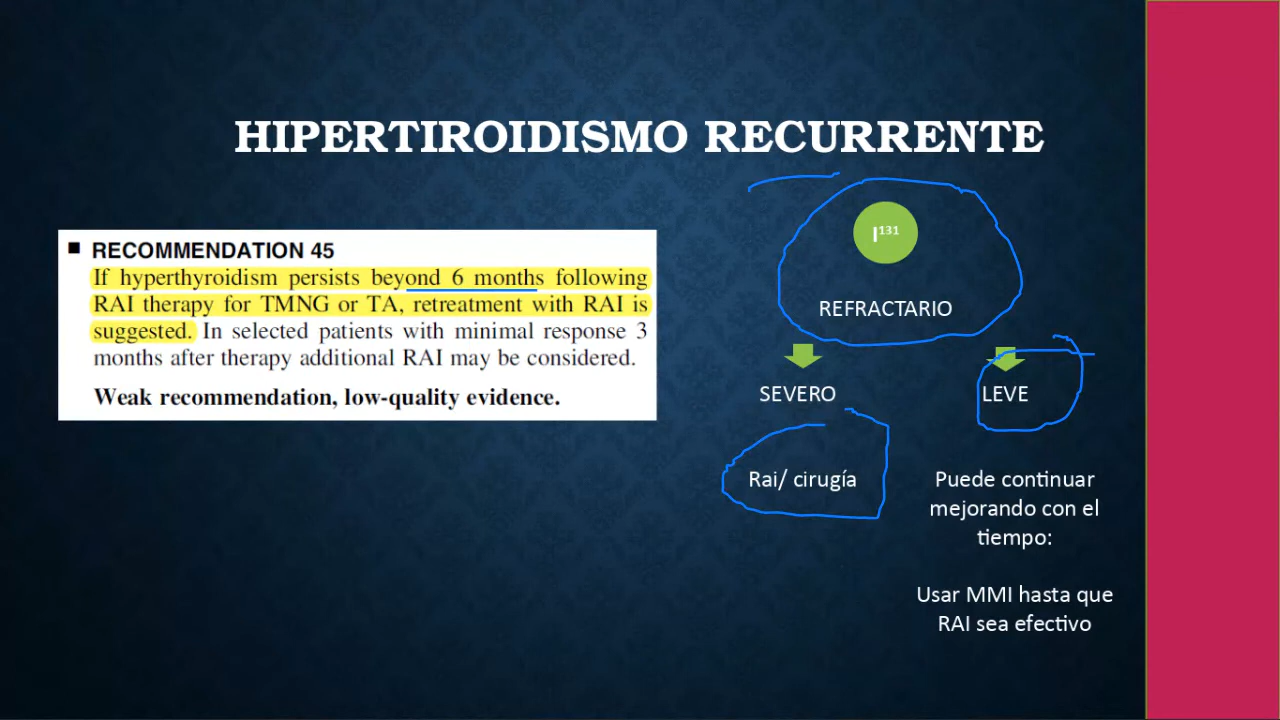 HIPERTIROIDISMO RECURRENTE
RECOMMENDATION 45
If hyperthyroidism persists beyond 6 months following
RAI therapy for TMNG or TA, retreatment with RAI is
suggested. In selected patients with minimal response 3
months after therapy additional RAI may be considered.
Weak recommendation, low-quality evidence.
I¹³¹
REFRACTARIO
SEVERO
LEVE
Rai/ cirugía
Puede continuar
mejorando con el
tiempo:
Usar MMI hasta que
RAI sea efectivo